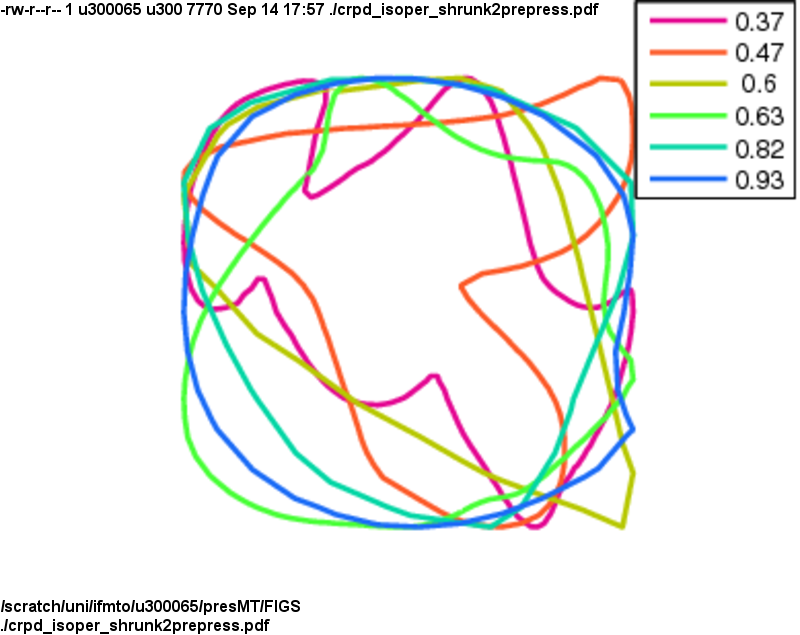 -rw-r--r-- 1 u300065 u300 7770 Sep 14 17:57 ./crpd_isoper_shrunk2prepress.pdf
0.37
0.47
0.6
0.63
0.82
0.93
/scratch/uni/ifmto/u300065/presMT/FIGS
./crpd_isoper_shrunk2prepress.pdf